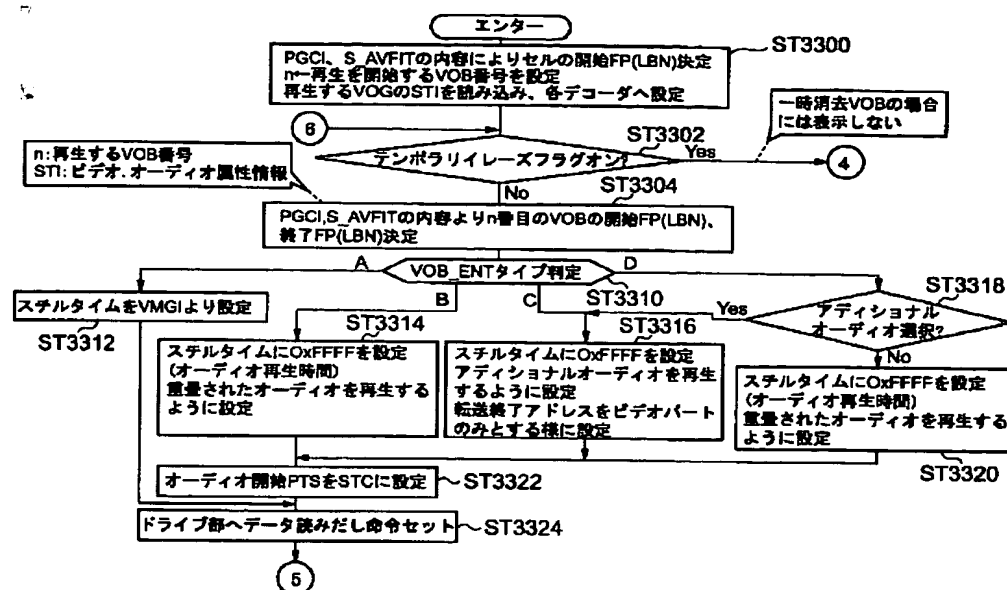 エンター
ST3300
PGCI、S_AVFITの内容によりセルの開始FP(LBN)決定
n←再生を開始するVOB番号を設定
再生するVOGのSTIを読み込み、各デコーダへ設定
一時消去VOBの場合
には表示しない
6
ST3302
テンポラリイレーズフラグオン?
Yes
4
n:再生するVOB番号
STI:ビデオ,オーディオ属性情報
No
ST3304
PGCI,S_AVFITの内容よりn番目のVOBの開始FP(LBN)、
終了FP(LBN)決定
A
VOB_ENTタイプ判定
D
B
C
ST3310
ST3318
スチルタイムをVMGIより設定
ST3312
Yes
アディショナル
オーディオ選択?
No
ST3314
スチルタイムにOxFFFFを設定
(オーディオ再生時間)
重畳されたオーディオを再生する
ように設定
ST3316
スチルタイムにOxFFFFを設定
アディショナルオーディオを再生
するように設定
転送終了アドレスをビデオパート
のみとする様に設定
スチルタイムにOxFFFFを設定
(オーディオ再生時間)
重畳されたオーディオを再生する
ように設定
ST3320
オーディオ開始PTSをSTCに設定
ST3322
ドライブ部へデータ読みだし命令セット
ST3324
5